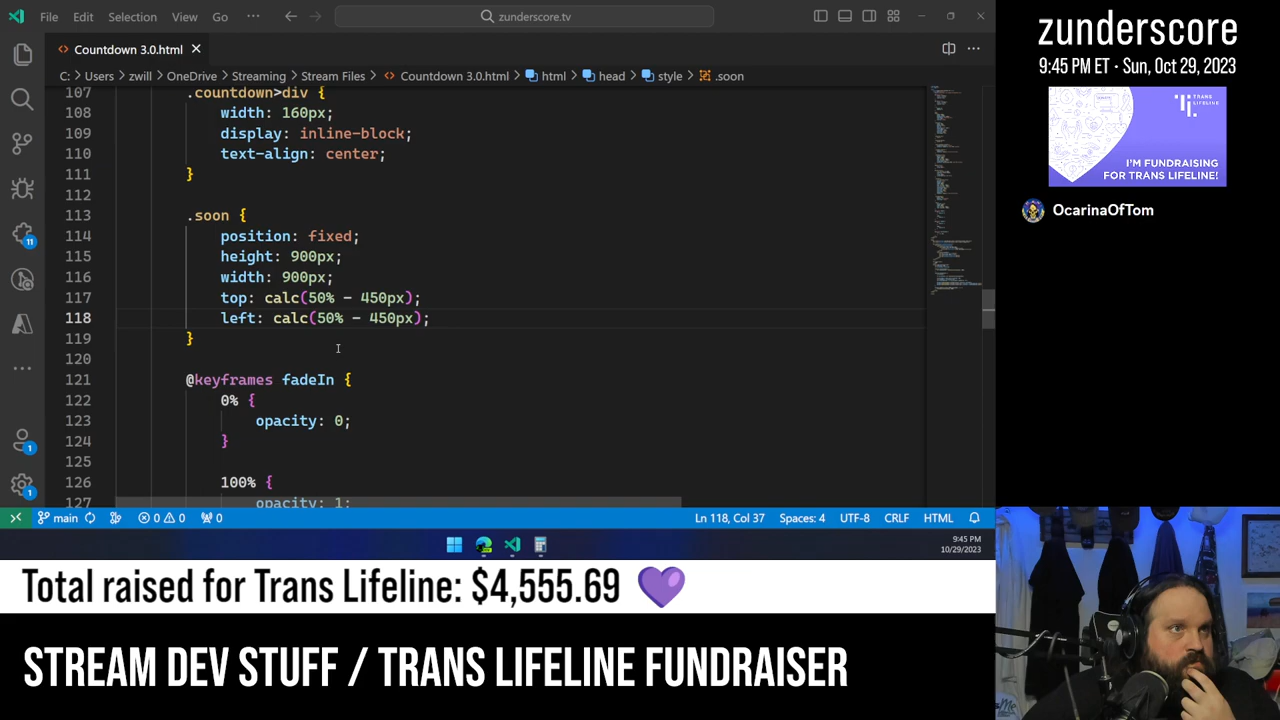 File Edit Selection View Go ··· zunderscore.tv
Countdown 3.0.html
C: > Users > zwill > OneDrive > Streaming > Stream Files > Countdown 3.0.html > html > head > style > .soon
107 .countdown>div {
108 width: 160px;
109 display: inline-block;
110 text-align: center;
111 }
112
113 .soon {
114 position: fixed;
115 height: 900px;
116 width: 900px;
117 top: calc(50% - 450px);
118 left: calc(50% - 450px);
119 }
120
121 @keyframes fadeIn {
122 0% {
123 opacity: 0;
124 }
125
126 100% {
127 opacity: 1;
11
1
1
main 0 0 0 Ln 118, Col 37 Spaces: 4 UTF-8 CRLF HTML
9:45 PM
10/29/2023
Total raised for Trans Lifeline: $4,555.69 💜
STREAM DEV STUFF / TRANS LIFELINE FUNDRAISER
zunderscore
9:45 PM ET · Sun, Oct 29, 2023
TRANS
LIFELINE
I'M FUNDRAISING
FOR TRANS LIFELINE!
OcarinaOfTom